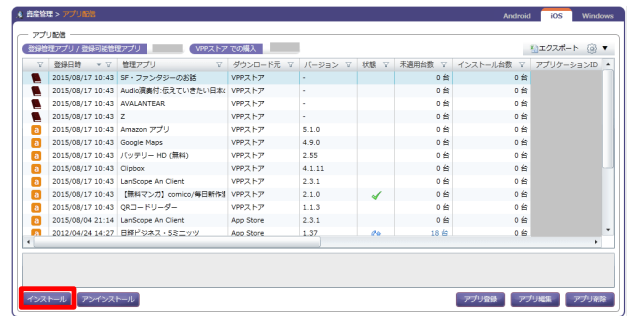 資産管理 > アプリ配信
Android iOS Windows
アプリ配信
登録管理アプリ / 登録可能管理アプリ VPPストア での購入 エクスポート
登録日時 管理アプリ ダウンロード元 バージョン 状態 未適用台数 インストール台数 アプリケーションID
2015/08/17 10:43 SF・ファンタジーのお話 VPPストア - 0 台 0 台
2015/08/17 10:43 Audio演奏付:伝えていきたい日本 VPPストア - 0 台 0 台
2015/08/17 10:43 AVALANTEAR VPPストア - 0 台 0 台
2015/08/17 10:43 Z VPPストア - 0 台 0 台
2015/08/17 10:43 Amazon アプリ VPPストア 5.1.0 0 台 0 台
2015/08/17 10:43 Google Maps VPPストア 4.9.0 0 台 0 台
2015/08/17 10:43 バッテリー HD (無料) VPPストア 2.55 0 台 0 台
2015/08/17 10:43 Clipbox VPPストア 4.1.11 0 台 0 台
2015/08/17 10:43 LanScope An Client VPPストア 2.3.1 0 台 0 台
2015/08/17 10:43 【無料マンガ】comico/毎日新作 VPPストア 2.1.0 0 台 0 台
2015/08/17 10:43 QRコードリーダー VPPストア 1.1.3 0 台 0 台
2015/08/04 21:14 LanScope An Client App Store 2.3.1 0 台 0 台
2012/04/24 14:27 日経ビジネス・5ミニッツ App Store 1.37 18 台 0 台
インストール アンインストール アプリ登録 アプリ編集 アプリ削除